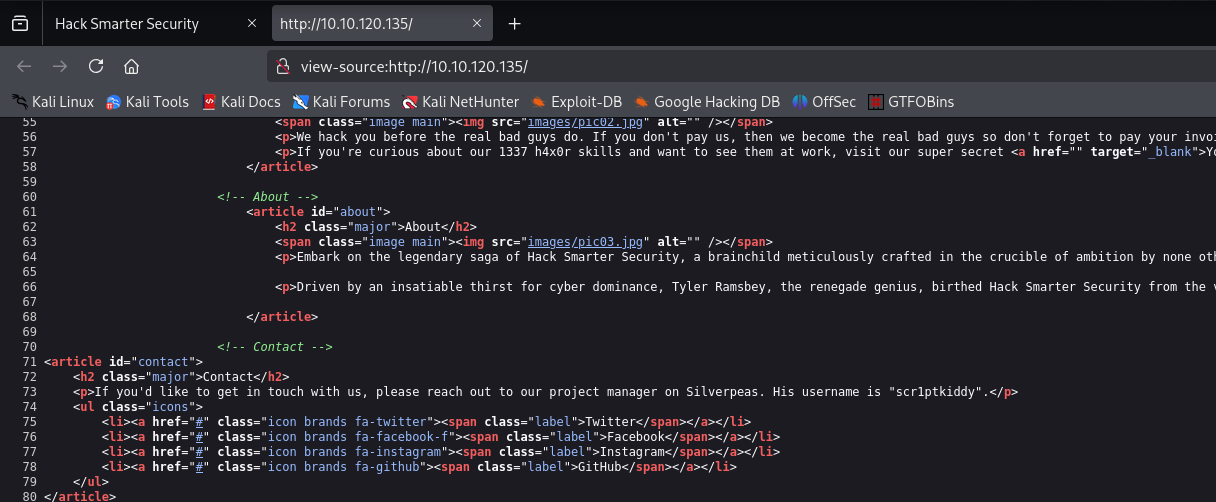 Hack Smarter Security
http://10.10.120.135/
view-source:http://10.10.120.135/
Kali Linux Kali Tools Kali Docs Kali Forums Kali NetHunter Exploit-DB Google Hacking DB OffSec GTFOBins
55 <span class="image main"><img src="images/pic02.jpg" alt="" /></span>
56 <p>We hack you before the real bad guys do. If you don't pay us, then we become the real bad guys so don't forget to pay your invoi
57 <p>If you're curious about our 1337 h4x0r skills and want to see them at work, visit our super secret <a href="" target="_blank">Yo
58 </article>
59
60 <!-- About -->
61 <article id="about">
62 <h2 class="major">About</h2>
63 <span class="image main"><img src="images/pic03.jpg" alt="" /></span>
64 <p>Embark on the legendary saga of Hack Smarter Security, a brainchild meticulously crafted in the crucible of ambition by none oth
65
66 <p>Driven by an insatiable thirst for cyber dominance, Tyler Ramsbey, the renegade genius, birthed Hack Smarter Security from the v
67
68 </article>
69
70 <!-- Contact -->
71 <article id="contact">
72 <h2 class="major">Contact</h2>
73 <p>If you'd like to get in touch with us, please reach out to our project manager on Silverpeas. His username is "scr1ptkiddy".</p>
74 <ul class="icons">
75 <li><a href="#" class="icon brands fa-twitter"><span class="label">Twitter</span></a></li>
76 <li><a href="#" class="icon brands fa-facebook-f"><span class="label">Facebook</span></a></li>
77 <li><a href="#" class="icon brands fa-instagram"><span class="label">Instagram</span></a></li>
78 <li><a href="#" class="icon brands fa-github"><span class="label">GitHub</span></a></li>
79 </ul>
80 </article>